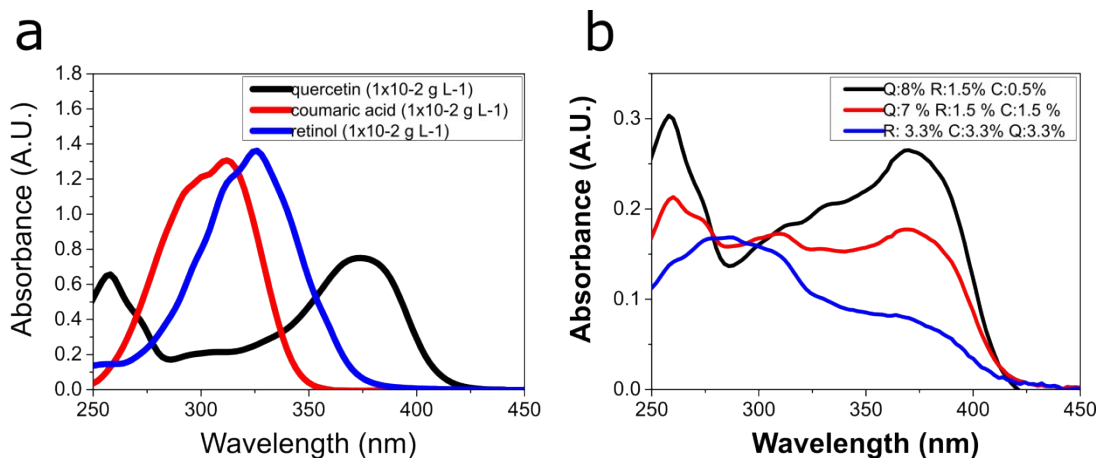 a
1.8
1.6
1.4
1.2
1.0
0.8
0.6
0.4
0.2
0.0
Absorbance (A.U.)
quercetin (1x10-2 g L-1)
coumaric acid (1x10-2 g L-1)
retinol (1x10-2 g L-1)
250 300 350 400 450
Wavelength (nm)
b
0.3
0.2
0.1
0.0
Absorbance (A.U.)
Q:8% R:1.5% C:0.5%
Q:7 % R:1.5 % C:1.5 %
R: 3.3% C:3.3% Q:3.3%
250 300 350 400 450
Wavelength (nm)